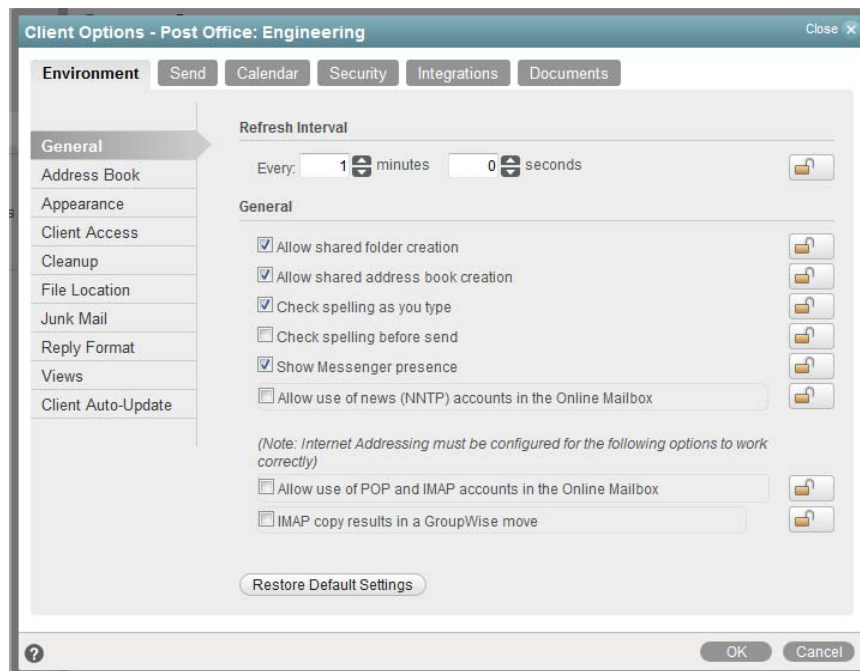 Client Options - Post Office: Engineering Close
Environment Send Calendar Security Integrations Documents
General
Address Book
Appearance
Client Access
Cleanup
File Location
Junk Mail
Reply Format
Views
Client Auto-Update
Refresh Interval
Every: 1 minutes 0 seconds
General
Allow shared folder creation
Allow shared address book creation
Check spelling as you type
Check spelling before send
Show Messenger presence
Allow use of news (NNTP) accounts in the Online Mailbox
(Note: Internet Addressing must be configured for the following options to work
correctly)
Allow use of POP and IMAP accounts in the Online Mailbox
IMAP copy results in a GroupWise move
Restore Default Settings
? OK Cancel